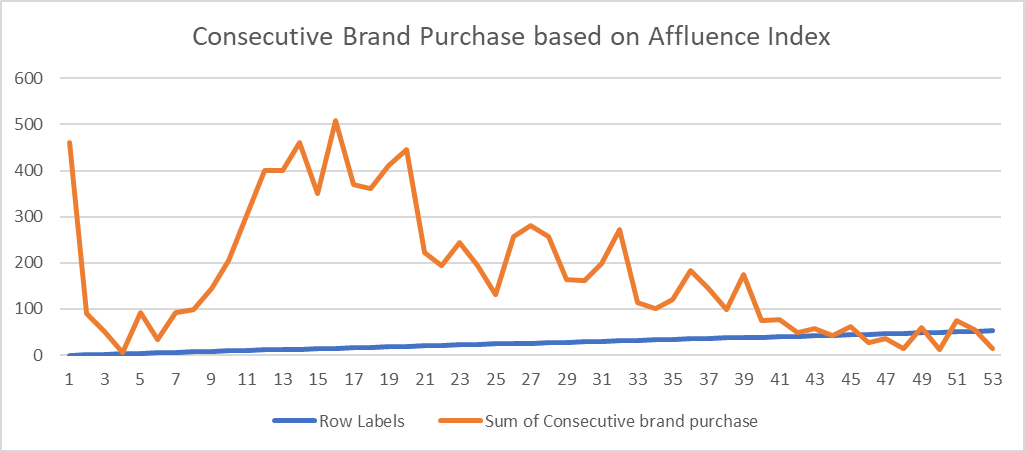 Consecutive Brand Purchase based on Affluence Index
600
500
400
300
200
100
0
1 3 5 7 9 11 13 15 17 19 21 23 25 27 29 31 33 35 37 39 41 43 45 47 49 51 53
Row Labels Sum of Consecutive brand purchase